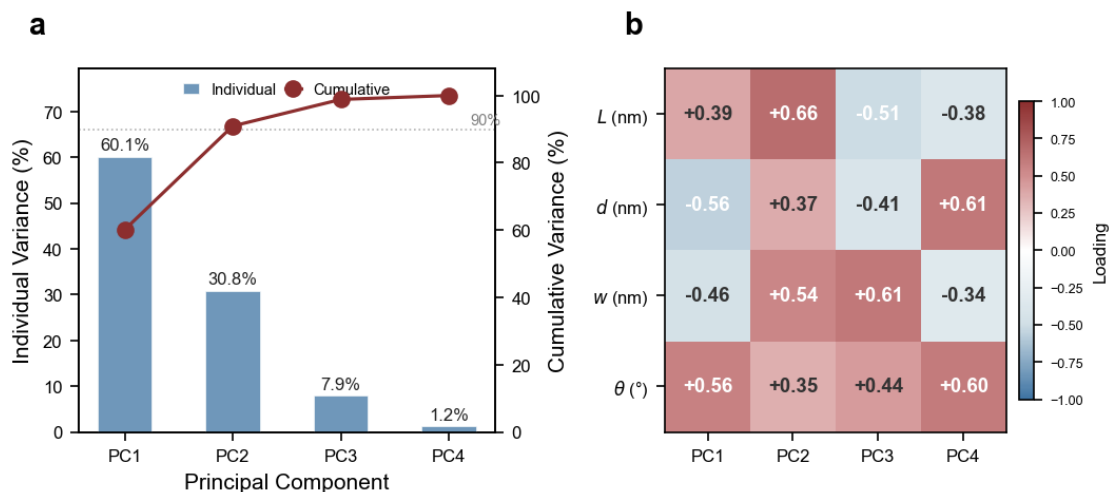 a
Individual
Cumulative
90%
60.1%
30.8%
7.9%
1.2%
70
60
50
40
30
20
10
0
Individual Variance (%)
100
80
60
40
20
0
Cumulative Variance (%)
PC1 PC2 PC3 PC4
Principal Component
b
L (nm) +0.39 +0.66 -0.51 -0.38
d (nm) -0.56 +0.37 -0.41 +0.61
w (nm) -0.46 +0.54 +0.61 -0.34
θ (°) +0.56 +0.35 +0.44 +0.60
PC1 PC2 PC3 PC4
1.00
0.75
0.50
0.25
0.00
−0.25
−0.50
−0.75
−1.00
Loading